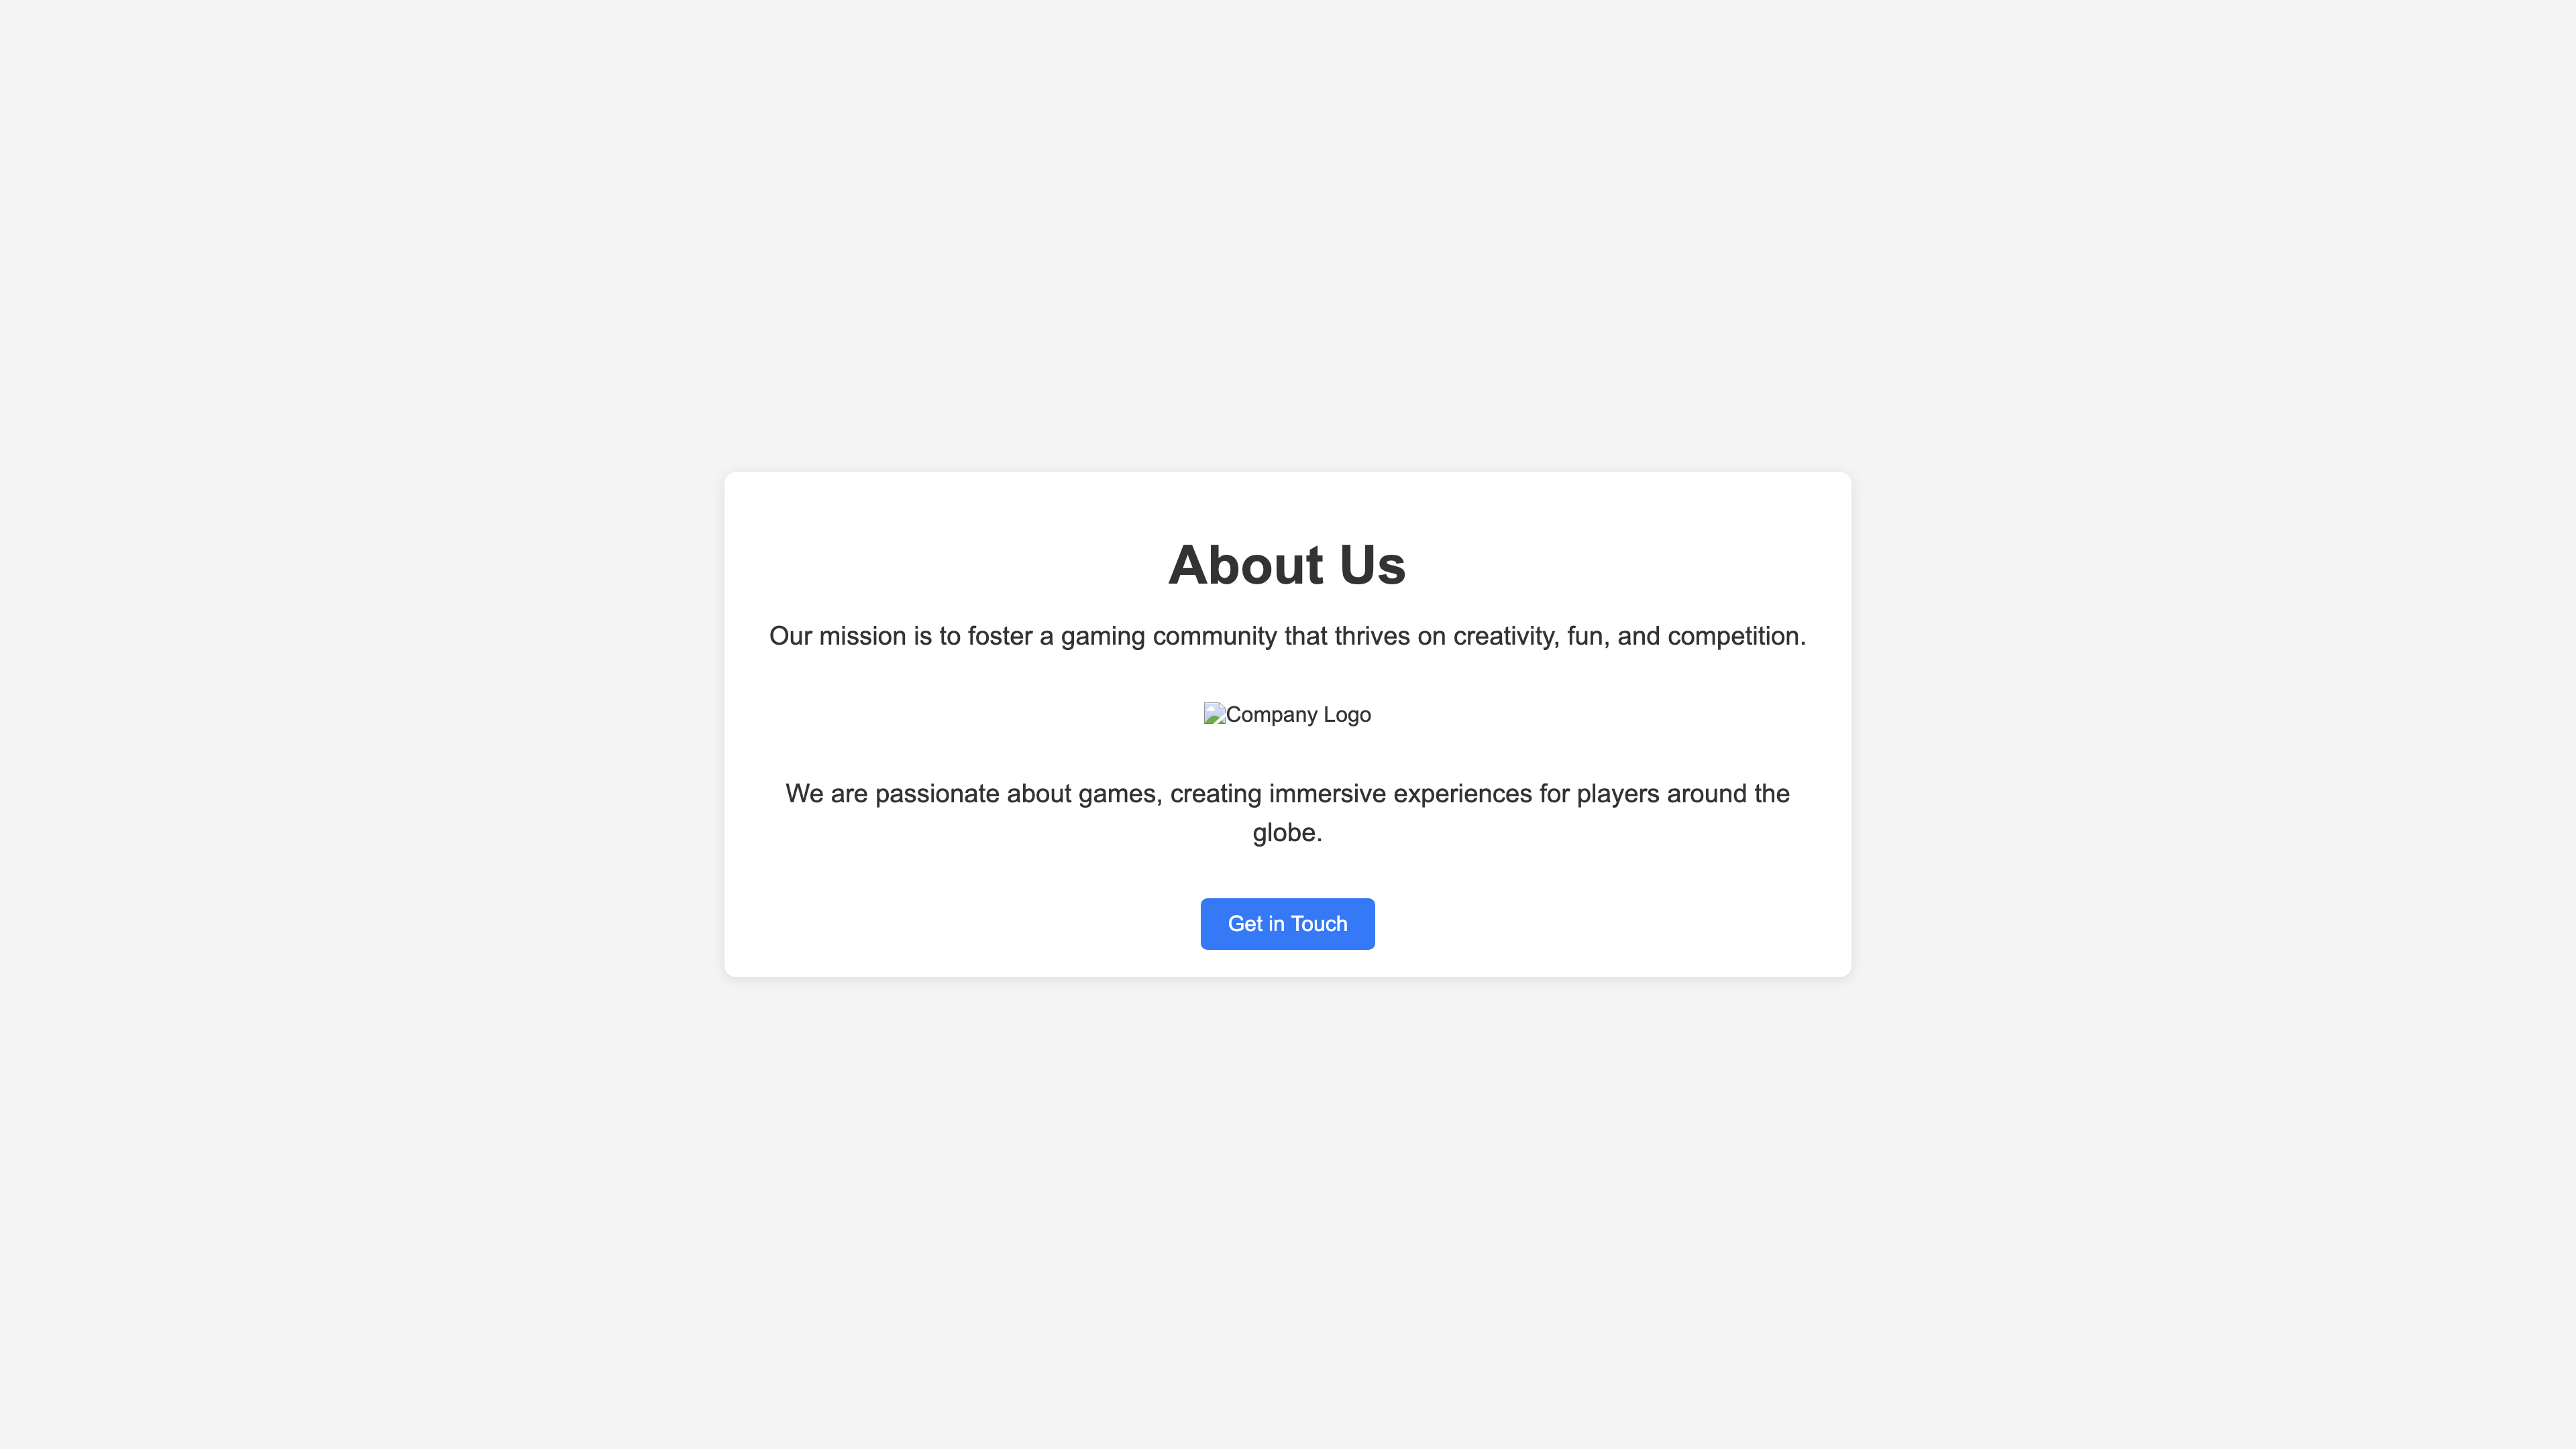 About Us
Our mission is to foster a gaming community that thrives on creativity, fun, and competition.
Company Logo
We are passionate about games, creating immersive experiences for players around the
globe.
Get in Touch